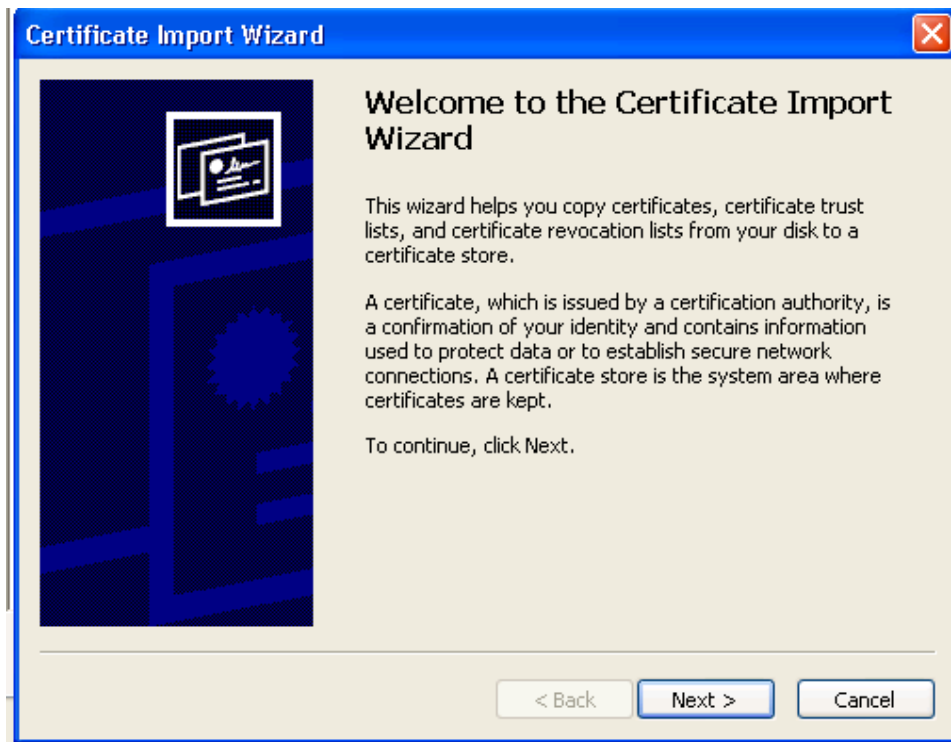 Certificate Import Wizard
Welcome to the Certificate Import
Wizard
This wizard helps you copy certificates, certificate trust
lists, and certificate revocation lists from your disk to a
certificate store.
A certificate, which is issued by a certification authority, is
a confirmation of your identity and contains information
used to protect data or to establish secure network
connections. A certificate store is the system area where
certificates are kept.
To continue, click Next.
< Back Next > Cancel